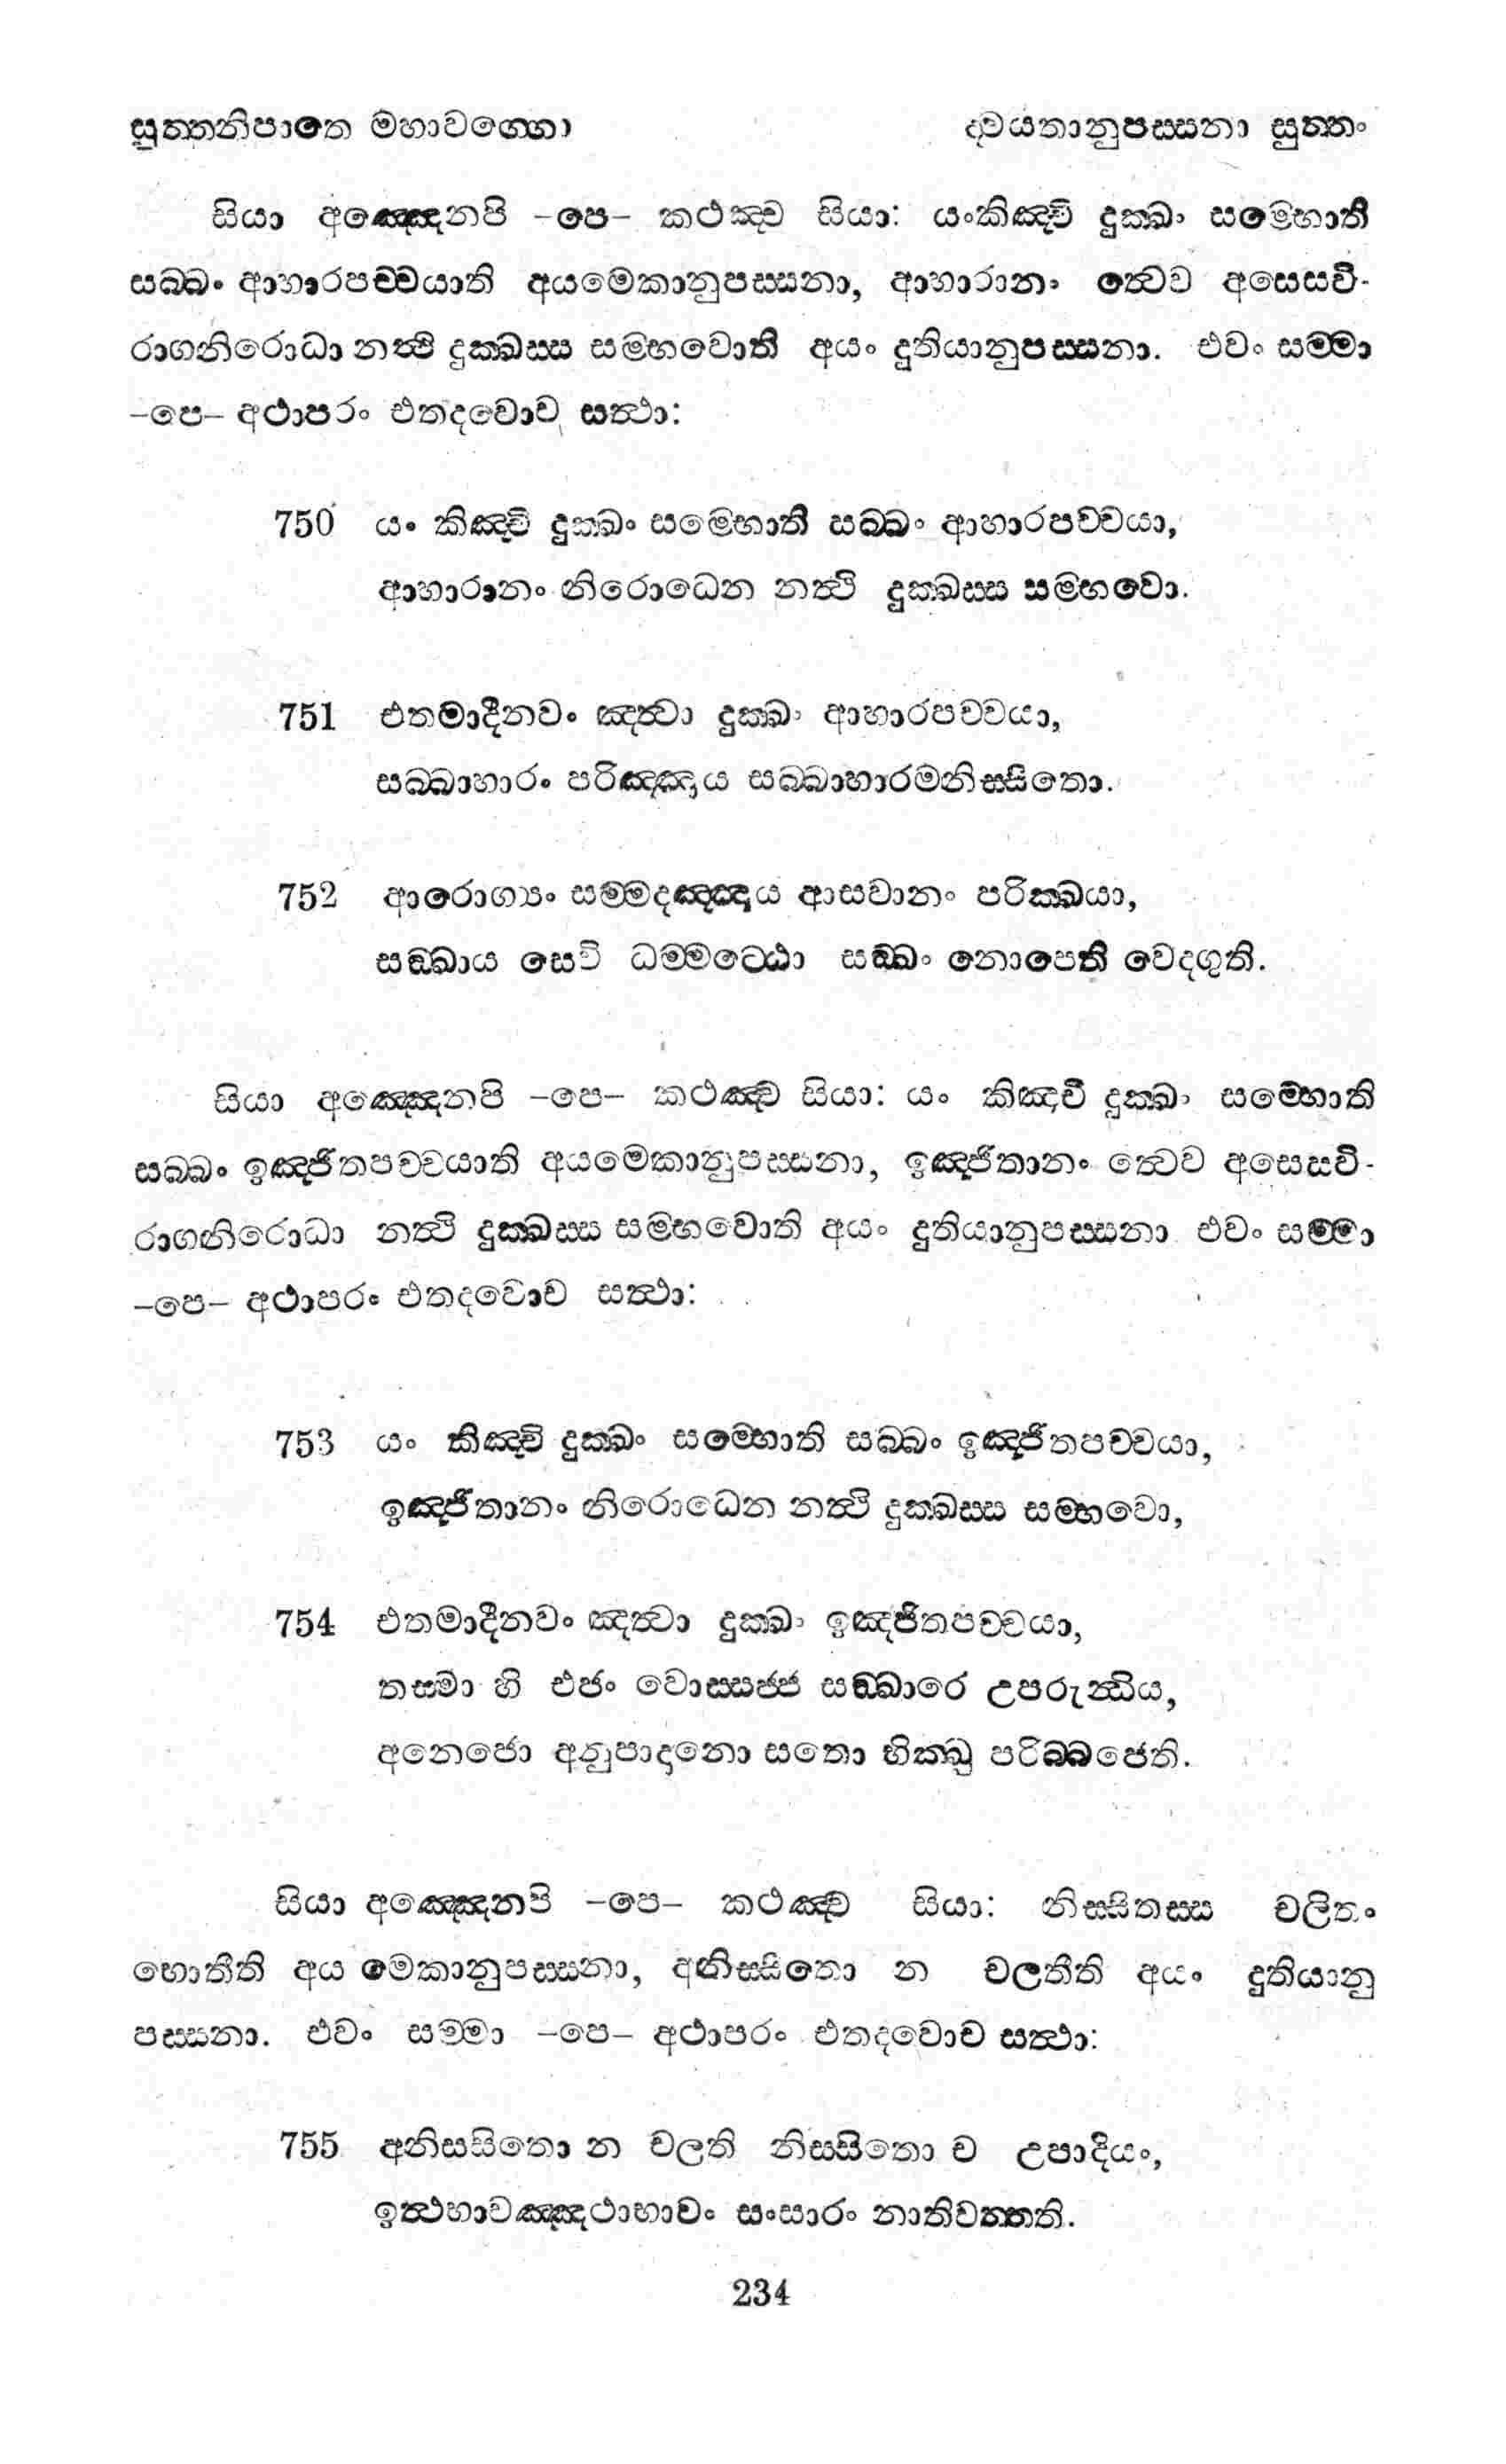 සුත්තනිපාතෙ මහාවග්ගො ද්වයතානුපස්සනා සුත්තං
සියා අඤ්ඤෙනපි –පෙ– කථඤ්ච සියා: යංකිඤ්චි දුක්ඛං සම්භොති
සබ්බං ආහාරපච්චයාති අයමෙකානුපස්සනා, ආහාරානං ත්වෙව අසෙසවි-
රාගනිරොධා නත්ථි දුක්ඛස්ස සම්භවොති අයං දුතියානුපස්සනා. එවං සම්මා
–පෙ– අථාපරං එතදවොච සත්ථා:
750 යං කිඤ්චි දුක්ඛං සම්භොති සබ්බං ආහාරපච්චයා,
ආහාරානං නිරොධෙන නත්ථි දුක්ඛස්ස සම්භවො.
751 එතමාදීනවං ඤත්වා දුක්ඛං ආහාරපච්චයා,
සබ්බාහාරං පරිඤ්ඤාය සබ්බාහාරමනිස්සිතො.
752 ආරොග්‍යං සම්මදඤ්ඤාය ආසවානං පරික්ඛයා,
සඞ්ඛාය සෙවි ධම්මට්ඨො සඞ්ඛං නොපෙති වෙදගුති.
සියා අඤ්ඤෙනපි –පෙ– කථඤ්ච සියා: යං කිඤ්චි දුක්ඛං සම්භොති
සබ්බං ඉඤ්ජිතපච්චයාති අයමෙකානුපස්සනා, ඉඤ්ජිතානං ත්වෙව අසෙසවි-
රාගනිරොධා නත්ථි දුක්ඛස්ස සම්භවොති අයං දුතියානුපස්සනා එවං සම්මා
–පෙ– අථාපරං එතදවොච සත්ථා:
753 යං කිඤ්චි දුක්ඛං සම්භොති සබ්බං ඉඤ්ජිතපච්චයා,
ඉඤ්ජිතානං නිරොධෙන නත්ථි දුක්ඛස්ස සම්භවො,
754 එතමාදීනවං ඤත්වා දුක්ඛං ඉඤ්ජිතපච්චයා,
තස්මා හි එජං වොස්සජ්ජ සඞ්ඛාරෙ උපරුන්ධිය,
අනෙජො අනුපාදානො සතො භික්ඛු පරිබ්බජෙති.
සියා අඤ්ඤෙනපි –පෙ– කථඤ්ච සියා: නිස්සිතස්ස චලිතං
හොතීති අය මෙකානුපස්සනා, අනිස්සිතො න චලතීති අයං දුතියානු
පස්සනා. එවං සම්මා –පෙ– අථාපරං එතදවොච සත්ථා:
755 අනිස්සිතො න චලති නිස්සිතො ච උපාදියං,
ඉත්ථභාවඤ්ඤථාභාවං සංසාරං නාතිවත්තති.
234